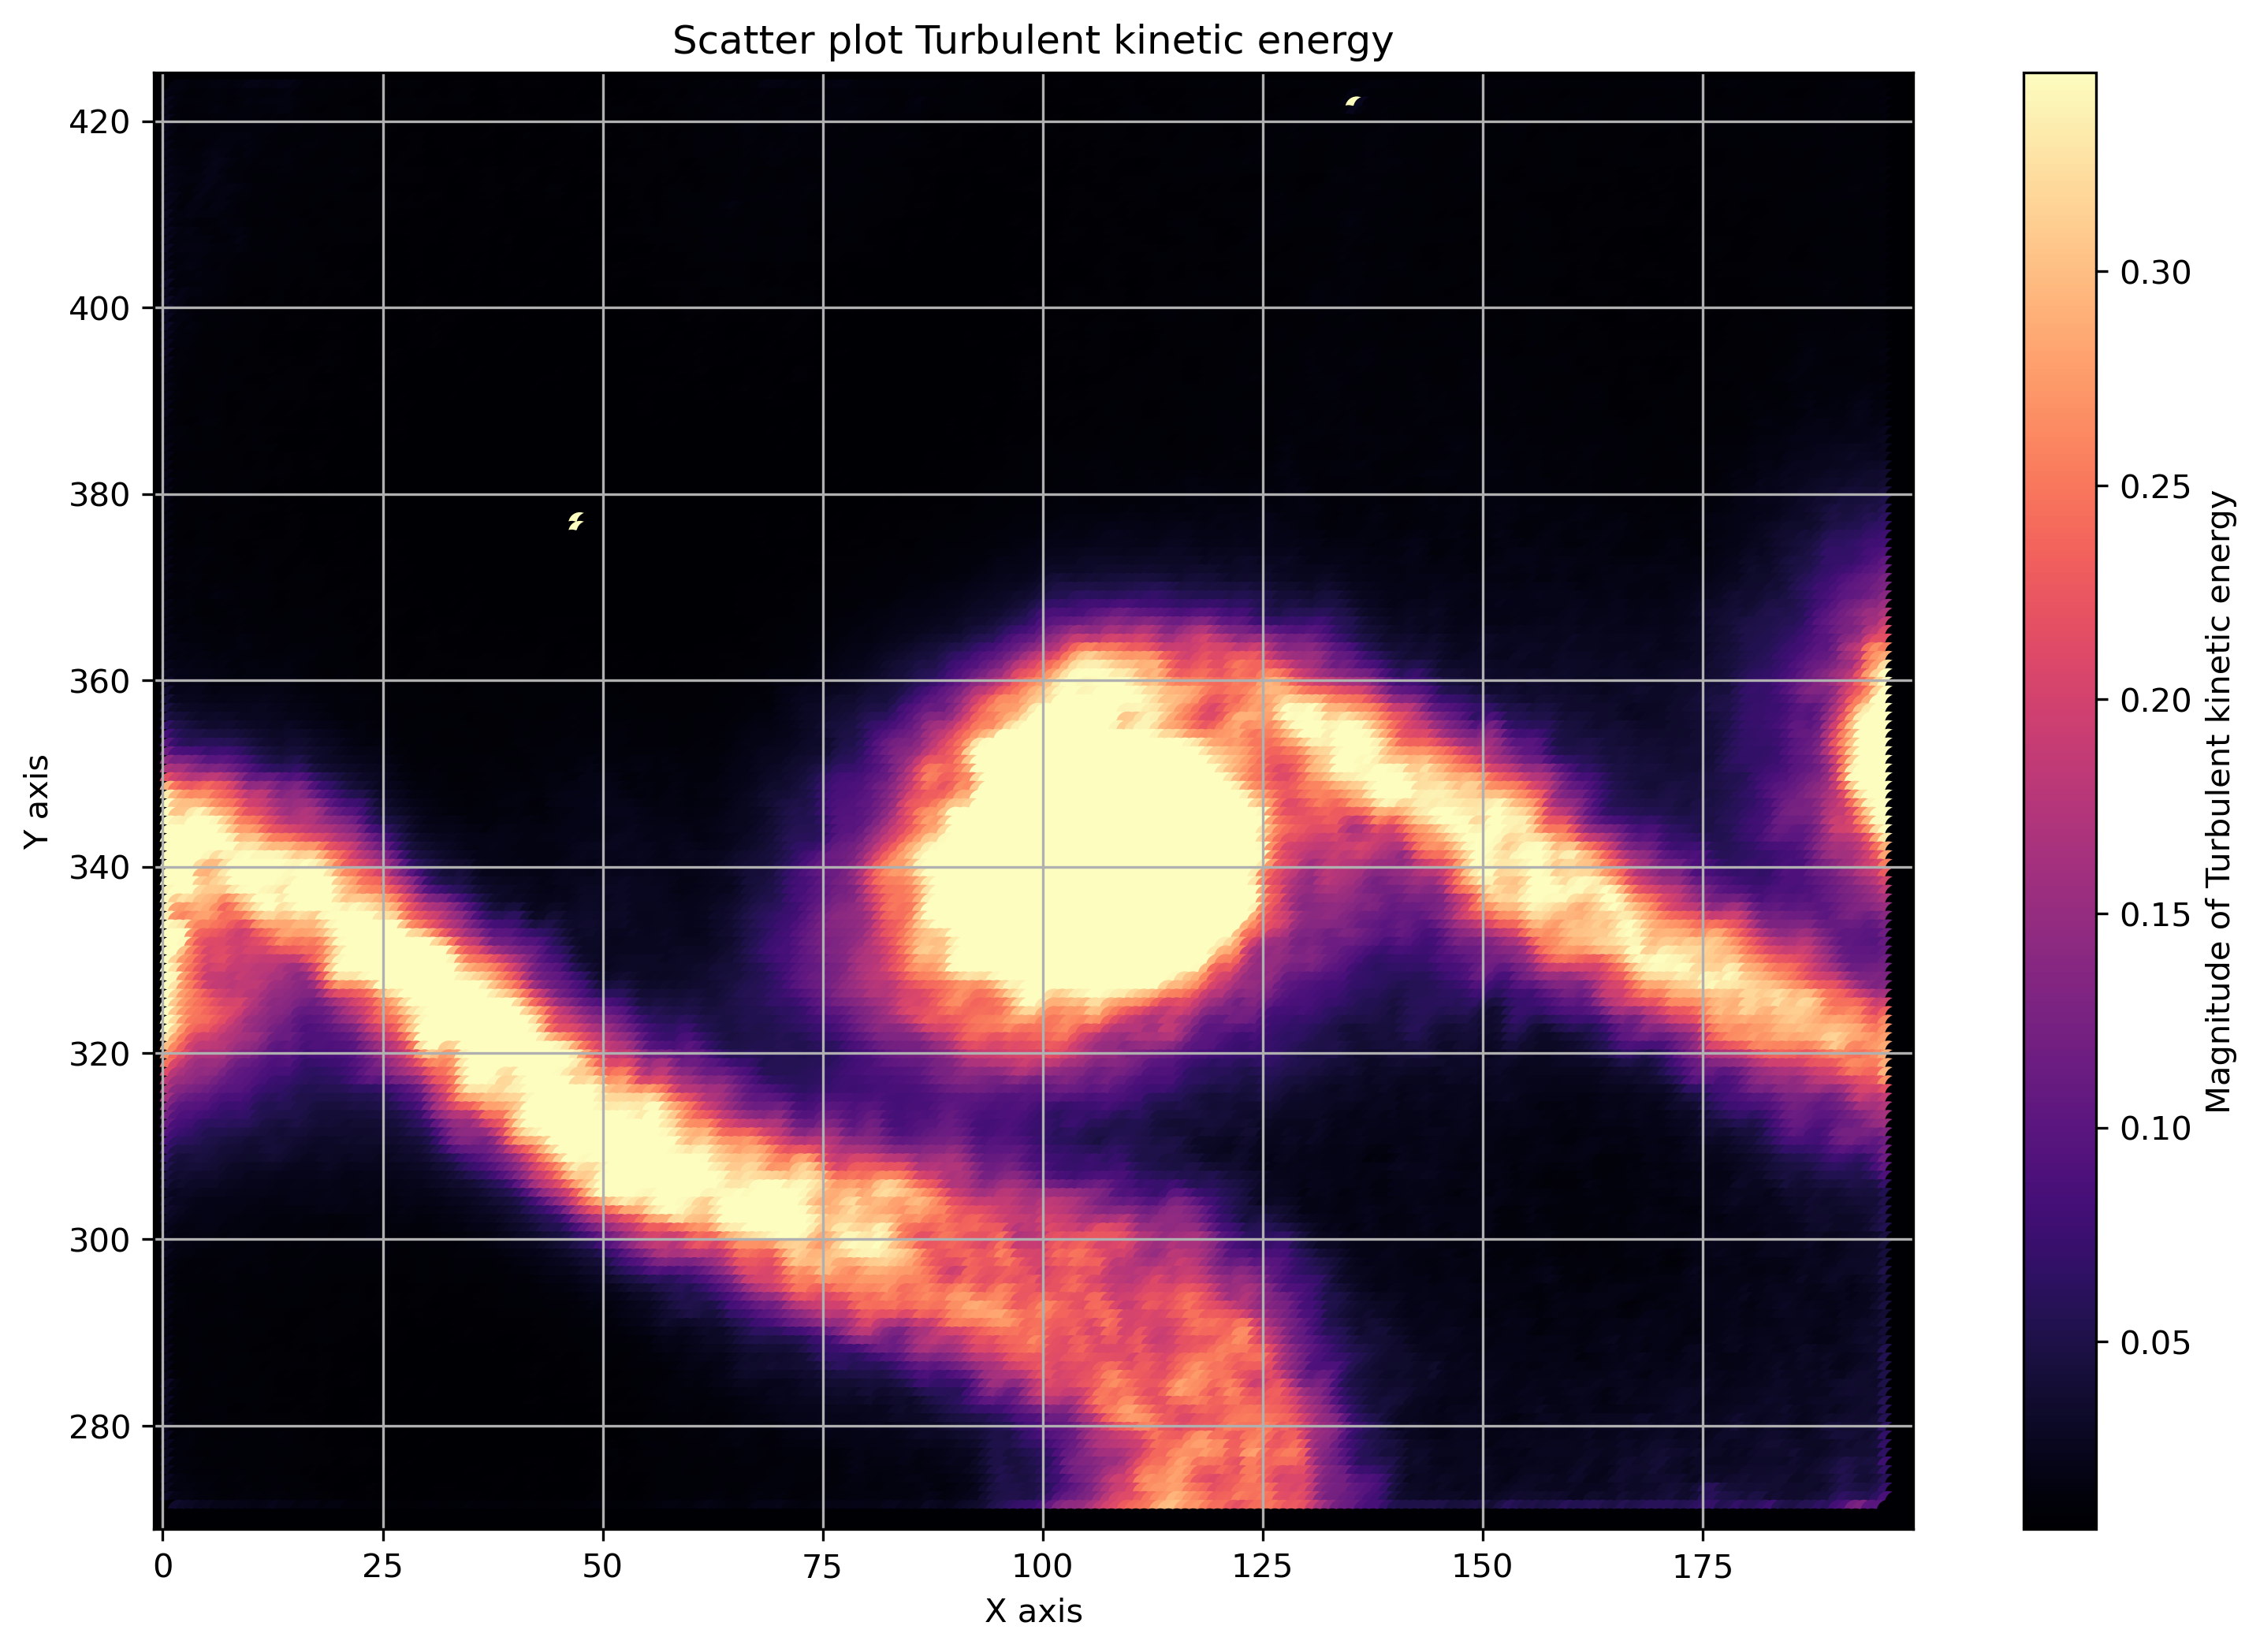 Scatter plot Turbulent kinetic energy
420
400
380
360
340
320
300
280
Y axis
0 25 50 75 100 125 150 175
X axis
0.30
0.25
0.20
0.15
0.10
0.05
Magnitude of Turbulent kinetic energy